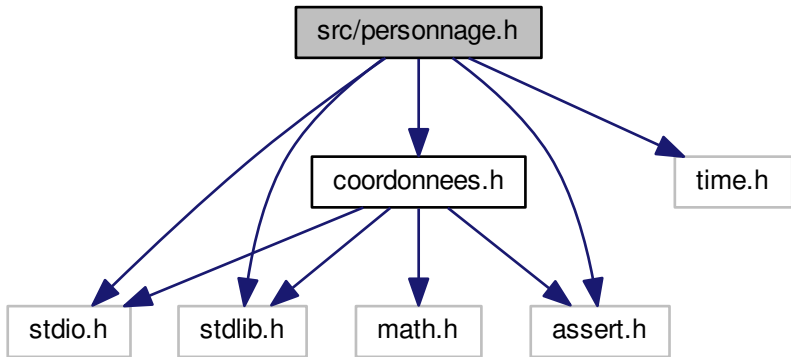 src/personnage.h
coordonnees.h
time.h
stdio.h
stdlib.h
math.h
assert.h